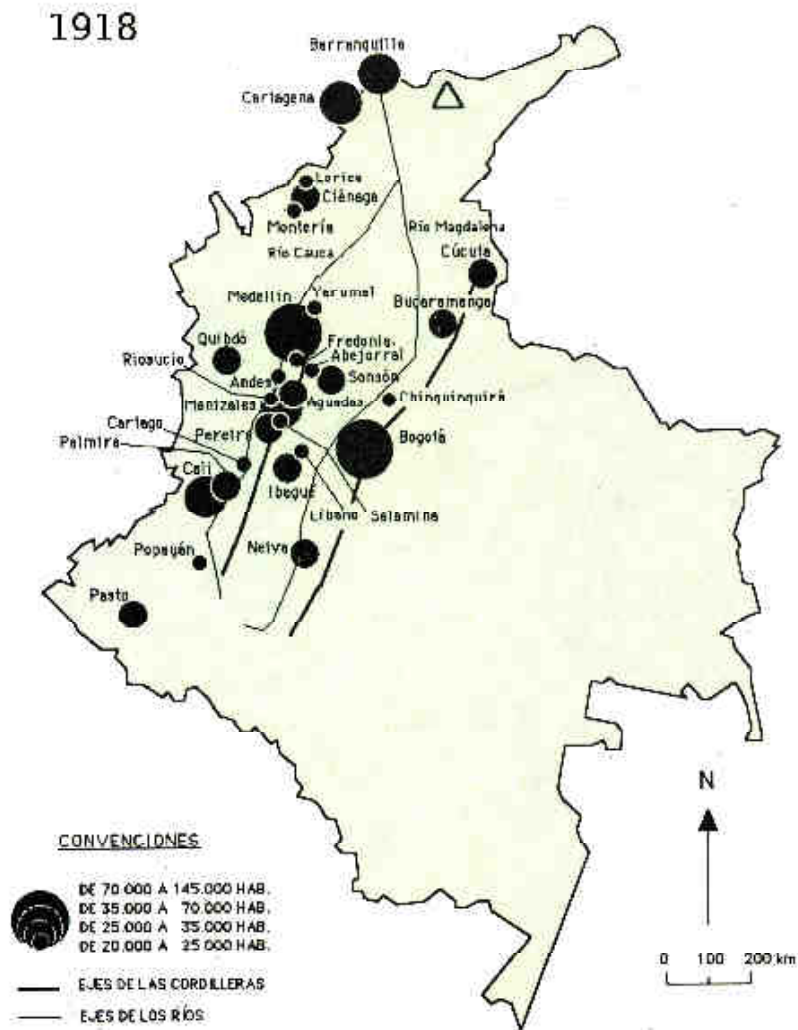 1918
Barranquilla
Cartagena
Lorica
Ciénaga
Montería
Río Magdalena
Río Cauca
Cúcuta
Medellín
Yarumal
Bucaramanga
Quibdó
Fredonia.
Abejorral
Riosucio
Andes
Sonsón
Manizales
Aguadas
Chinquinquirá
Cartago
Pereira
Palmira
Bogotá
Cali
Ibagué
Líbano
Salamina
Popayán
Neiva
Pasto
N
CONVENCIONES
DE 70.000 A 145.000 HAB.
DE 35.000 A 70.000 HAB.
DE 25.000 A 35.000 HAB.
DE 20.000 A 25.000 HAB.
0 100 200 km
EJES DE LAS CORDILLERAS
EJES DE LOS RÍOS